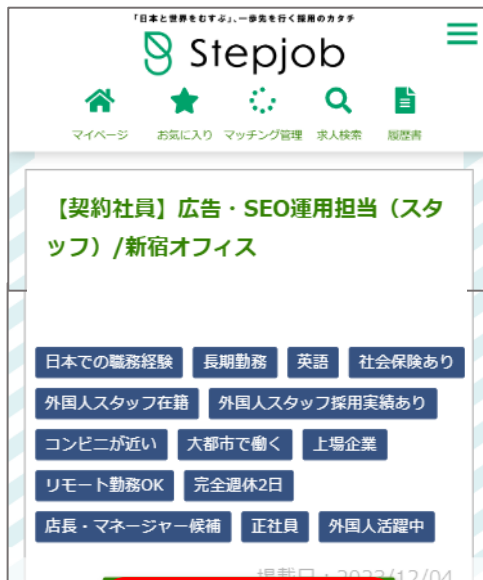 「日本と世界をむすぶ」、一歩先を行く採用のカタチ
Stepjob
マイページ お気に入り マッチング管理 求人検索 履歴書
【契約社員】広告・SEO運用担当（スタ
ッフ）/新宿オフィス
日本での職務経験 長期勤務 英語 社会保険あり
外国人スタッフ在籍 外国人スタッフ採用実績あり
コンビニが近い 大都市で働く 上場企業
リモート勤務OK 完全週休2日
店長・マネージャー候補 正社員 外国人活躍中
掲載日：2023/12/04